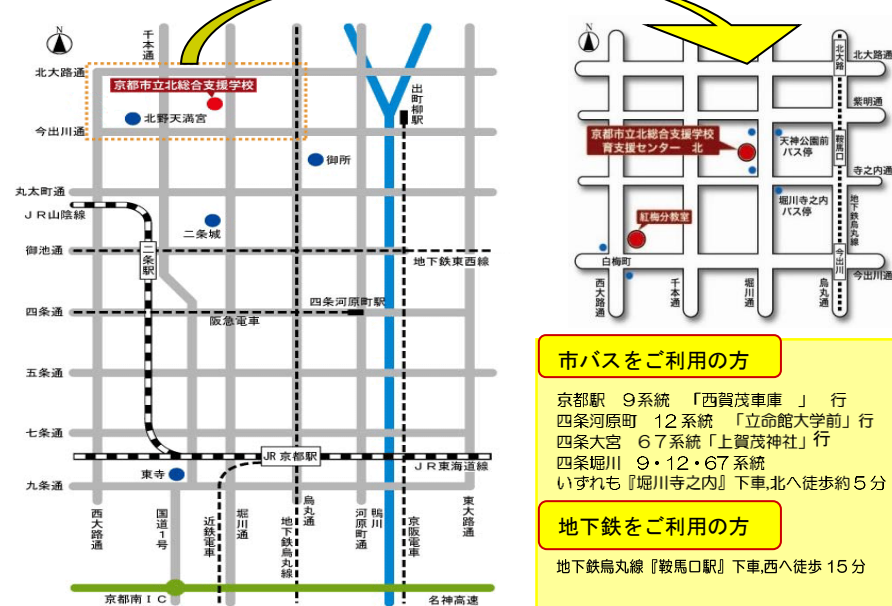 N
千本通
北大路通
京都市立北総合支援学校
北野天満宮
出町柳駅
今出川通
御所
丸太町通
JR山陰線
二条城
御池通
二条駅
地下鉄東西線
四条河原町駅
四条通
阪急電車
五条通
七条通
JR京都駅
JR東海道線
東寺
九条通
西大路通
国道1号
近鉄電車
堀川通
地下鉄烏丸線
烏丸通
河原町通
鴨川
京阪電車
東大路通
京都南IC
名神高速
N
北大路
北大路通
紫明通
京都市立北総合支援学校
育支援センター 北
天神公園前
バス停
鞍馬口
寺之内通
堀川寺之内
バス停
地下鉄烏丸線
紅梅分教室
白梅町
今出川
今出川通
西大路通
千本通
堀川通
烏丸通
市バスをご利用の方
京都駅 9系統 「西賀茂車庫 」 行
四条河原町 12系統 「立命館大学前」行
四条大宮 67系統「上賀茂神社」行
四条堀川 9・12・67系統
いずれも『堀川寺之内』下車,北へ徒歩約5分
地下鉄をご利用の方
地下鉄烏丸線『鞍馬口駅』下車,西へ徒歩15分